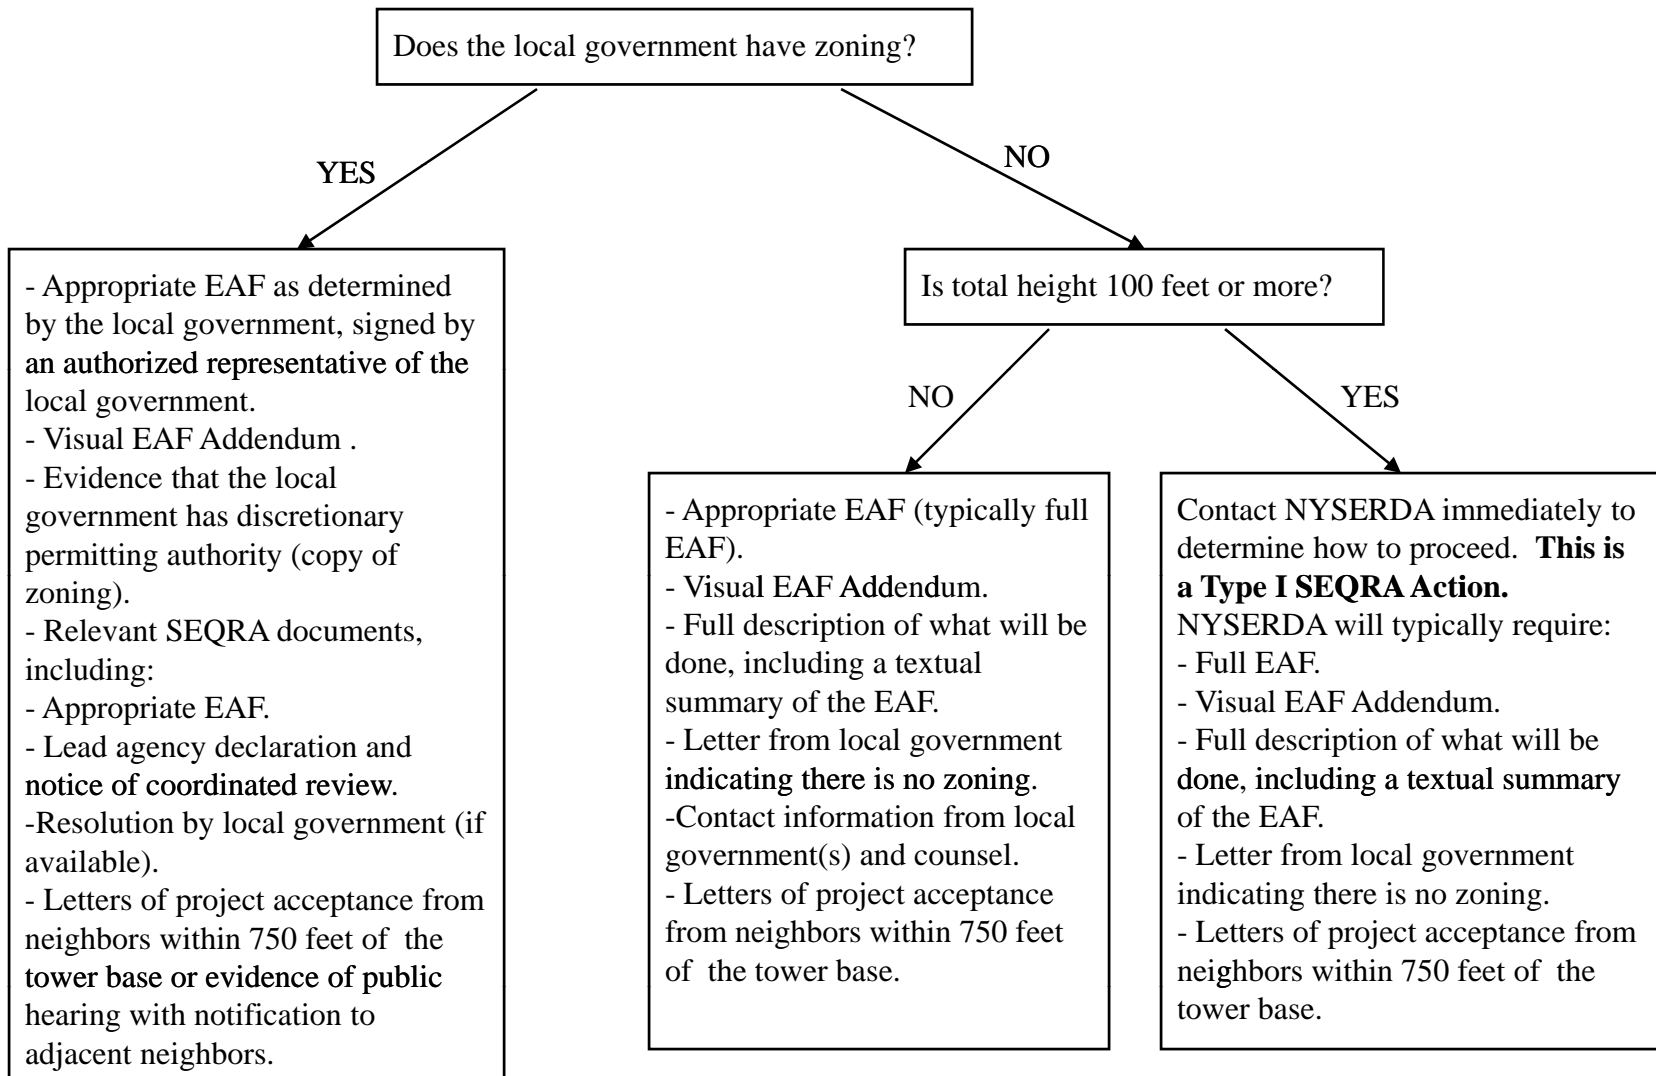 Does the local government have zoning?
YES
NO
- Appropriate EAF as determined
by the local government, signed by
an authorized representative of the
local government.
- Visual EAF Addendum .
- Evidence that the local
government has discretionary
permitting authority (copy of
zoning).
- Relevant SEQRA documents,
including:
- Appropriate EAF.
- Lead agency declaration and
notice of coordinated review.
-Resolution by local government (if
available).
- Letters of project acceptance from
neighbors within 750 feet of  the
tower base or evidence of public
hearing with notification to
adjacent neighbors.
Is total height 100 feet or more?
NO
YES
- Appropriate EAF (typically full
EAF).
- Visual EAF Addendum.
- Full description of what will be
done, including a textual
summary of the EAF.
- Letter from local government
indicating there is no zoning.
-Contact information from local
government(s) and counsel.
- Letters of project acceptance
from neighbors within 750 feet
of  the tower base.
Contact NYSERDA immediately to
determine how to proceed.  This is
a Type I SEQRA Action.
NYSERDA will typically require:
- Full EAF.
- Visual EAF Addendum.
- Full description of what will be
done, including a textual summary
of the EAF.
- Letter from local government
indicating there is no zoning.
- Letters of project acceptance from
neighbors within 750 feet of  the
tower base.